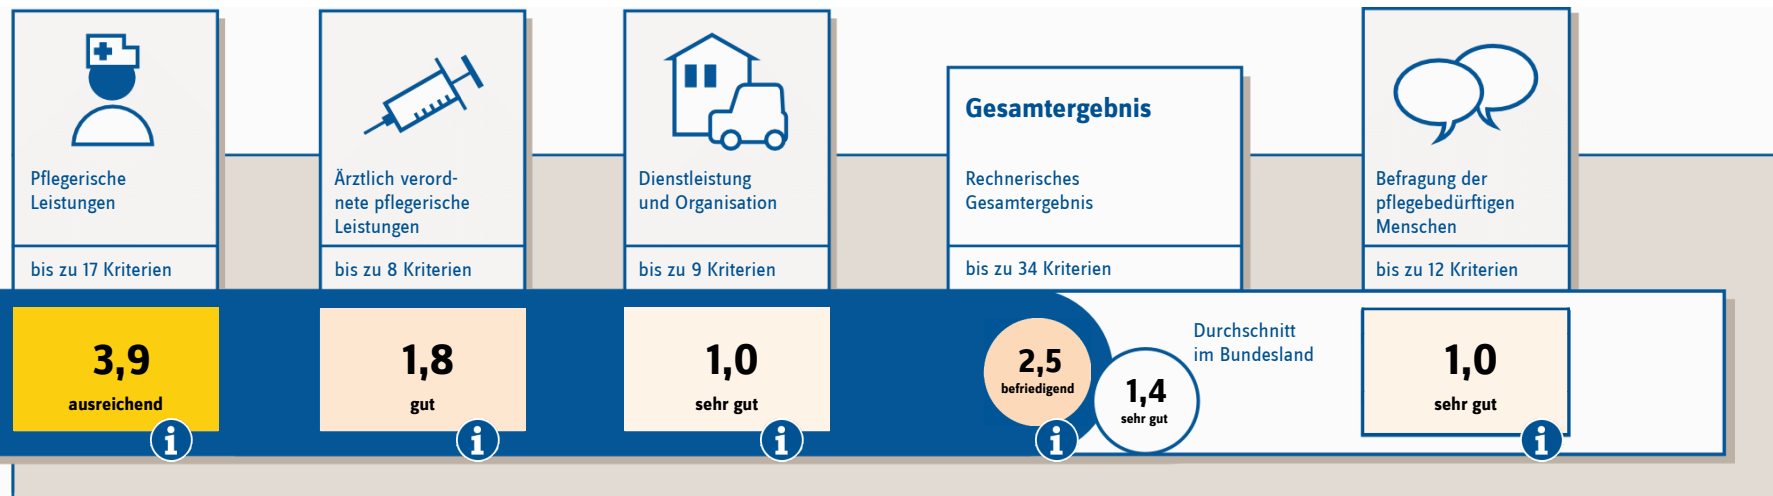 Pflegerische
Leistungen
bis zu 17 Kriterien
3,9
ausreichend
i
Ärztlich verord-
nete pflegerische
Leistungen
bis zu 8 Kriterien
1,8
gut
i
Dienstleistung
und Organisation
bis zu 9 Kriterien
1,0
sehr gut
i
Gesamtergebnis
Rechnerisches
Gesamtergebnis
bis zu 34 Kriterien
2,5
befriedigend
i
1,4
sehr gut
Durchschnitt
im Bundesland
Befragung der
pflegebedürftigen
Menschen
bis zu 12 Kriterien
1,0
sehr gut
i